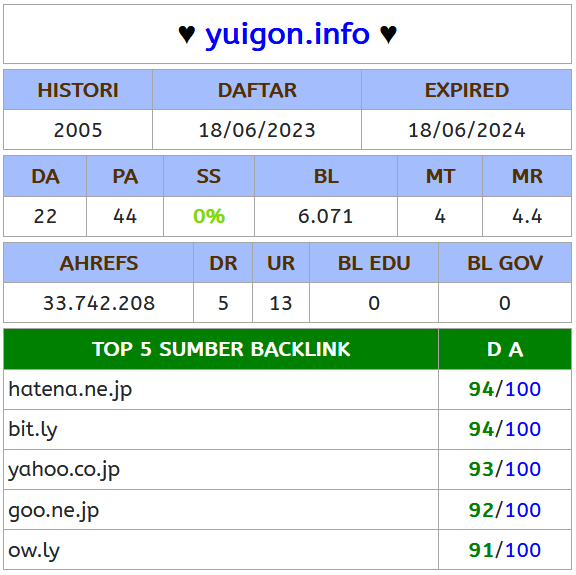 ♥ yuigon.info ♥
HISTORI DAFTAR EXPIRED
2005 18/06/2023 18/06/2024
DA PA SS BL MT MR
22 44 0% 6.071 4 4.4
AHREFS DR UR BL EDU BL GOV
33.742.208 5 13 0 0
TOP 5 SUMBER BACKLINK D A
hatena.ne.jp 94/100
bit.ly 94/100
yahoo.co.jp 93/100
goo.ne.jp 92/100
ow.ly 91/100